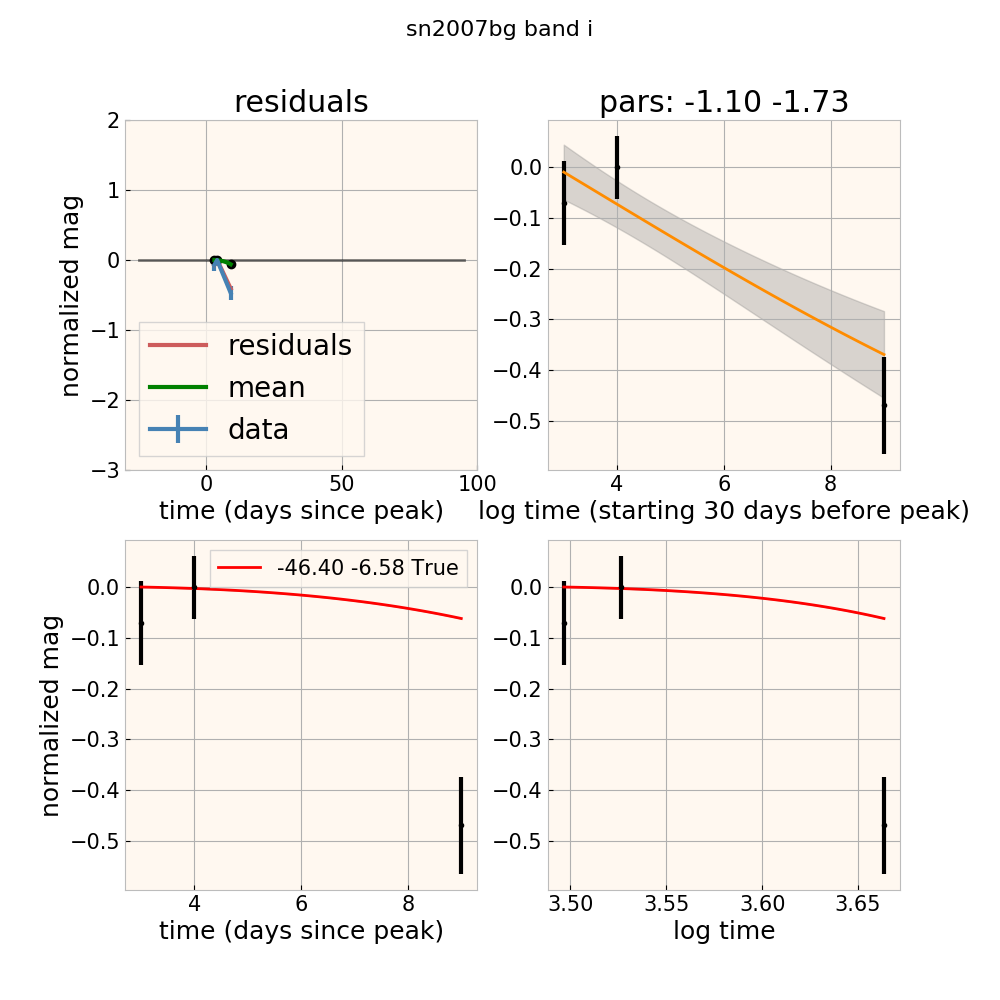 sn2007bg band i
residuals
pars: -1.10 -1.73
normalized mag
2
1
0
−1
−2
−3
residuals
mean
data
0 50 100
time (days since peak)
0.0
−0.1
−0.2
−0.3
−0.4
−0.5
4 6 8
log time (starting 30 days before peak)
normalized mag
0.0
−0.1
−0.2
−0.3
−0.4
−0.5
-46.40 -6.58 True
4 6 8
time (days since peak)
0.0
−0.1
−0.2
−0.3
−0.4
−0.5
3.50 3.55 3.60 3.65
log time